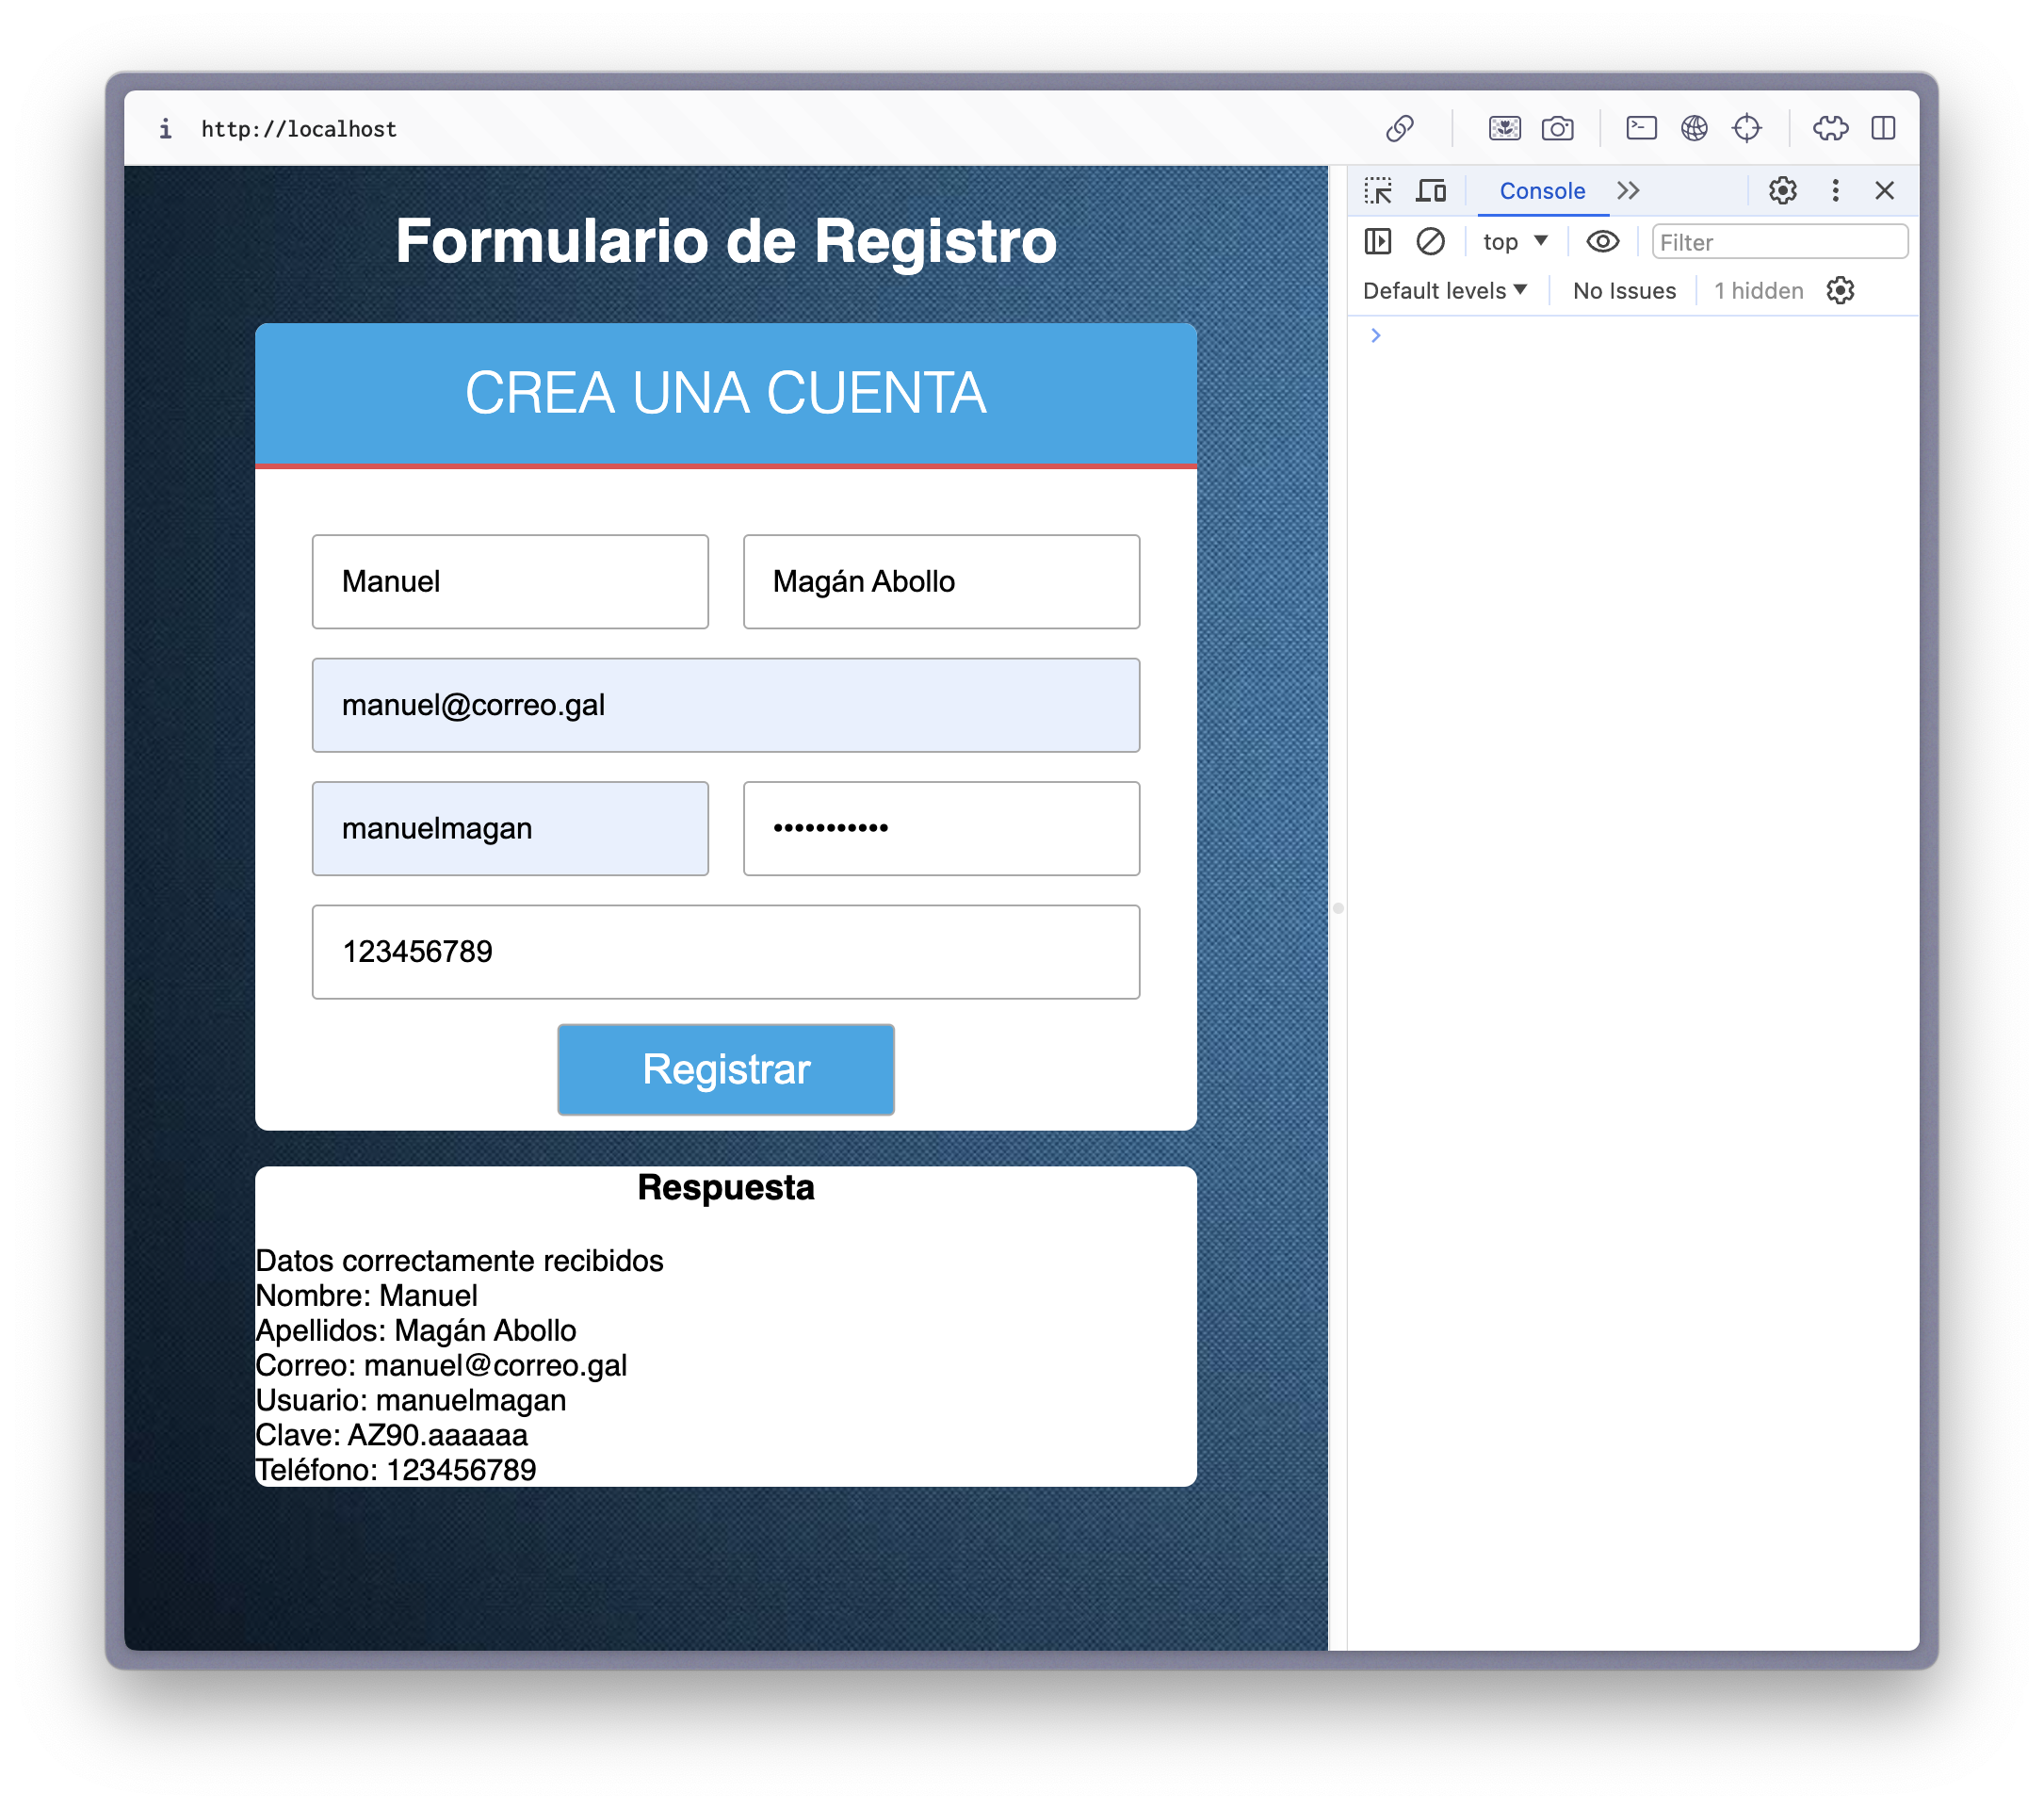 http://localhost
Console
top
Filter
Default levels
No Issues
1 hidden
Formulario de Registro
CREA UNA CUENTA
Manuel
Magán Abollo
manuel@correo.gal
manuelmagan
•••••••••••
123456789
Registrar
Respuesta
Datos correctamente recibidos
Nombre: Manuel
Apellidos: Magán Abollo
Correo: manuel@correo.gal
Usuario: manuelmagan
Clave: AZ90.aaaaaa
Teléfono: 123456789